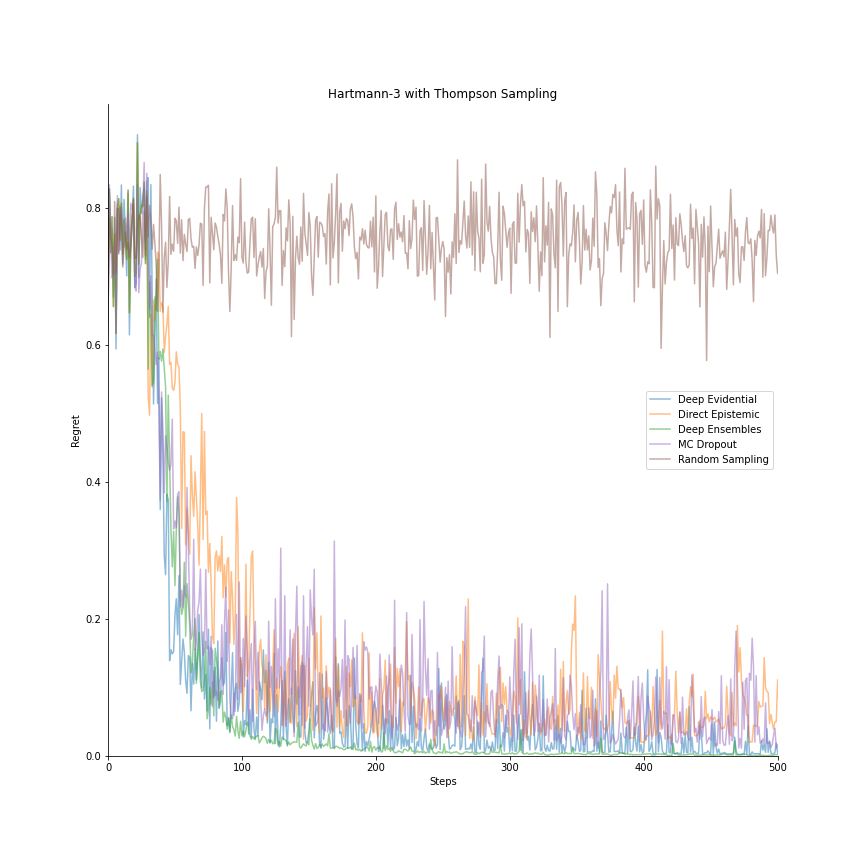 Hartmann-3 with Thompson Sampling
Regret
0.8
0.6
0.4
0.2
0.0
Deep Evidential
Direct Epistemic
Deep Ensembles
MC Dropout
Random Sampling
0 100 200 300 400 500
Steps